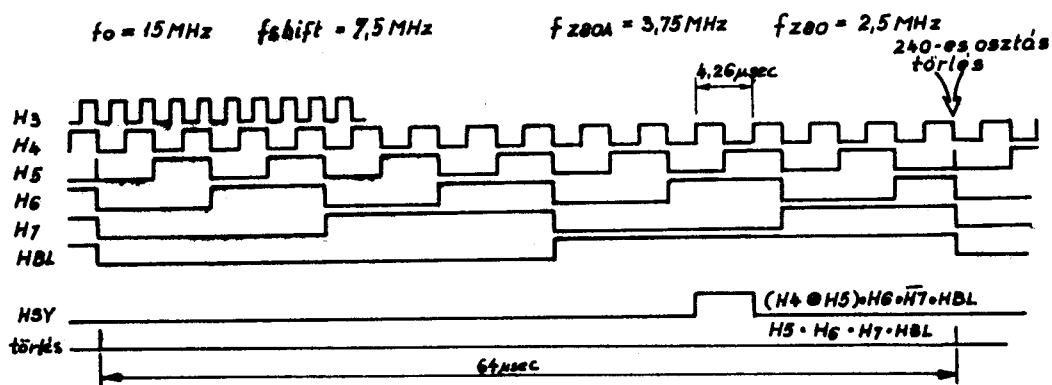 fo = 15 MHz fshift = 7,5 MHz f Z80A = 3,75 MHz f Z80 = 2,5 MHz
240-es osztás
törlés
4,26 µsec
H3
H4
H5
H6
H7
HBL
HSY (H4 ⊕ H5)•H6•H̅7̅•HBL
törlés H5 • H6 • H7 • HBL
64 µsec